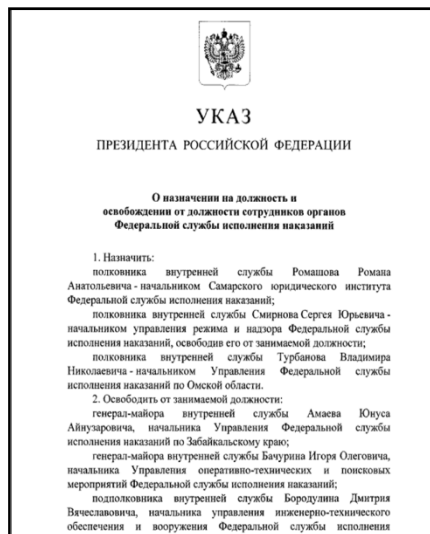 УКАЗ
ПРЕЗИДЕНТА РОССИЙСКОЙ ФЕДЕРАЦИИ
О назначении на должность и
освобождении от должности сотрудников органов
Федеральной службы исполнения наказаний
1. Назначить:
полковника внутренней службы Ромашова Романа
Анатольевича - начальником Самарского юридического института
Федеральной службы исполнения наказаний;
полковника внутренней службы Смирнова Сергея Юрьевича -
начальником управления режима и надзора Федеральной службы
исполнения наказаний, освободив его от занимаемой должности;
полковника внутренней службы Турбанова Владимира
Николаевича - начальником Управления Федеральной службы
исполнения наказаний по Омской области.
2. Освободить от занимаемой должности:
генерал-майора внутренней службы Амаева Юнуса
Айнузаровича, начальника Управления Федеральной службы
исполнения наказаний по Забайкальскому краю;
генерал-майора внутренней службы Бачурина Игоря Олеговича,
начальника Управления оперативно-технических и поисковых
мероприятий Федеральной службы исполнения наказаний;
подполковника внутренней службы Бородулина Дмитрия
Вячеславовича, начальника управления инженерно-технического
обеспечения и вооружения Федеральной службы исполнения